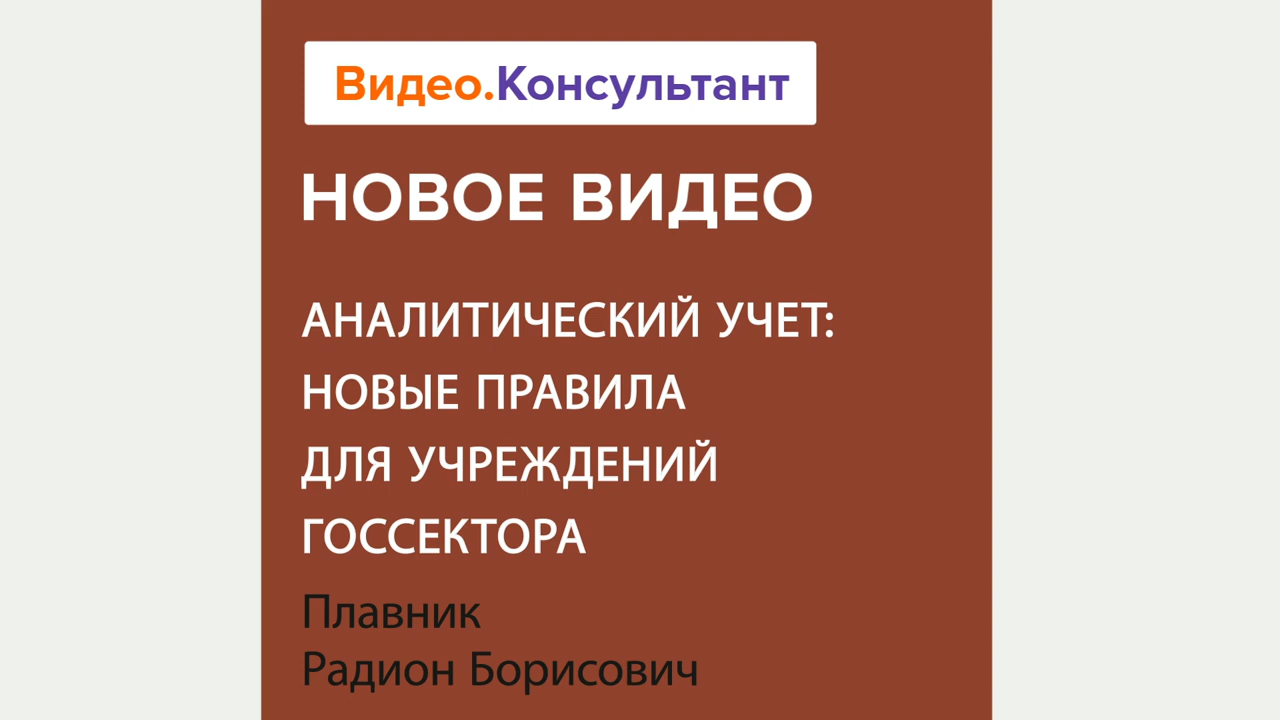 Видео.Консультант
НОВОЕ ВИДЕО
АНАЛИТИЧЕСКИЙ УЧЕТ:
НОВЫЕ ПРАВИЛА
ДЛЯ УЧРЕЖДЕНИЙ
ГОССЕКТОРА
Плавник
Радион Борисович